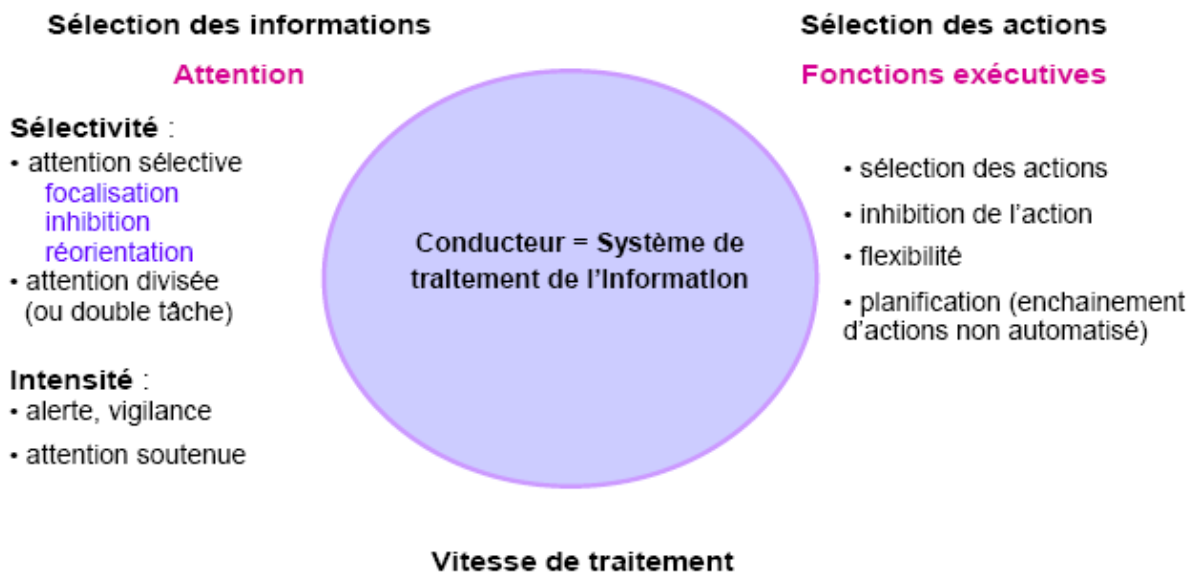 Sélection des informations
Attention
Sélectivité :
• attention sélective
focalisation
inhibition
réorientation
• attention divisée
(ou double tâche)
Intensité :
• alerte, vigilance
• attention soutenue
Conducteur = Système de
traitement de l'Information
Sélection des actions
Fonctions exécutives
• sélection des actions
• inhibition de l'action
• flexibilité
• planification (enchainement
d'actions non automatisé)
Vitesse de traitement